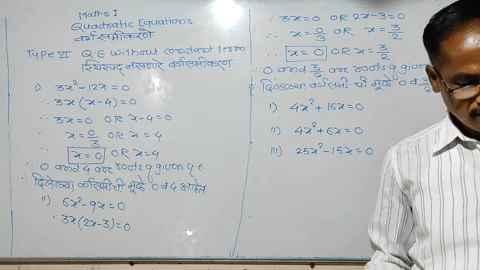 Maths I
Quadratic Equations
वर्गसमीकरणे
Type VI Q.E without constant term
स्थिरपद नसणारे वर्गसमीकरण
i) 3x²-12x=0
∴ 3x(x-4)=0
∴ 3x=0 OR x-4=0
∴ x=0/3 OR x=4
∴ x=0 OR x=4
∴ 0 and 4 are roots of given q e
∴ दिलेल्या वर्गसमीची मुळे 0 व 4 आहेत
ii) 6x²-9x=0
∴ 3x(2x-3)=0
∴ 3x=0 OR 2x-3=0
∴ x=0/3 OR x=3/2
∴ x=0 OR x=3/2
∴ 0 and 3/2 are roots of given
दिलेल्या वर्गसमी ची मुळे 0 व 3/2
i) 4x²+16x=0
ii) 4x²+6x=0
iii) 25x²-15x=0